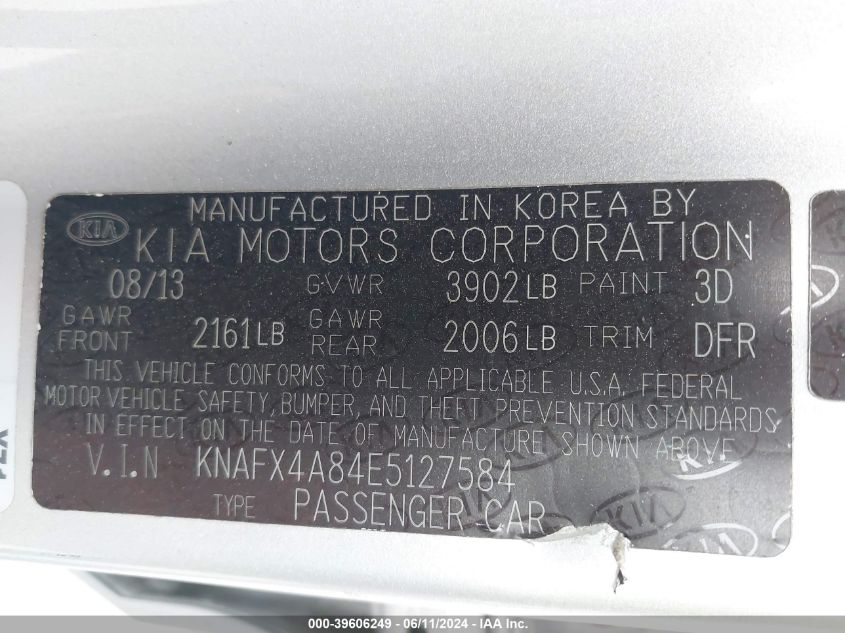 MANUFACTURED IN KOREA BY
KIA KIA MOTORS CORPORATION
08/13 GVWR 3902LB PAINT 3D
GAWR FRONT 2161LB GAWR REAR 2006LB TRIM DFR
THIS VEHICLE CONFORMS TO ALL APPLICABLE U.S.A. FEDERAL
MOTOR VEHICLE SAFETY, BUMPER, AND THEFT PREVENTION STANDARDS
IN EFFECT ON THE DATE OF MANUFACTURE SHOWN ABOVE.
V.I.N KNAFX4A84E5127584
TYPE PASSENGER CAR
KIA
000-39606249 - 06/11/2024 - IAA Inc.